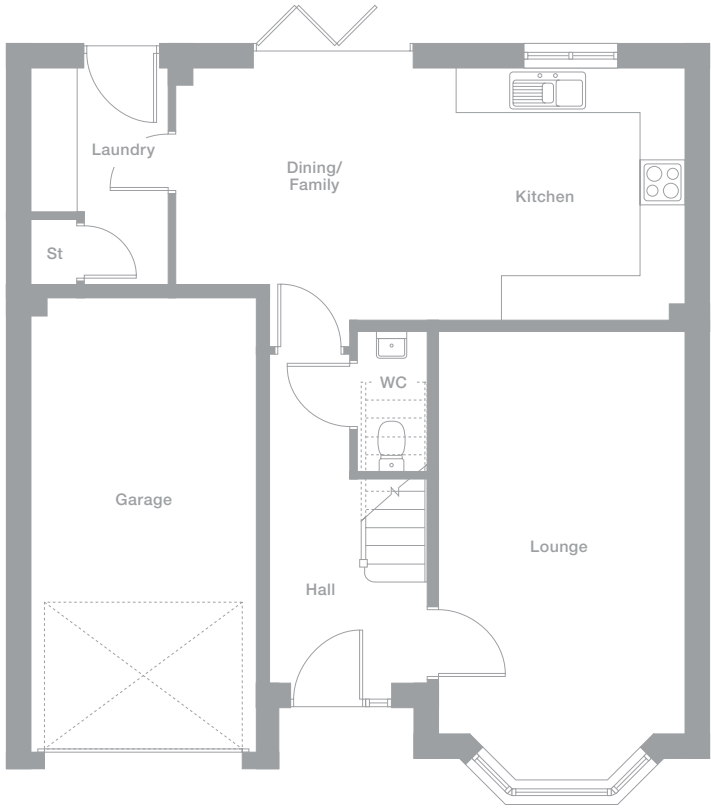 Laundry
Dining/
Family
Kitchen
St
WC
Garage
Lounge
Hall